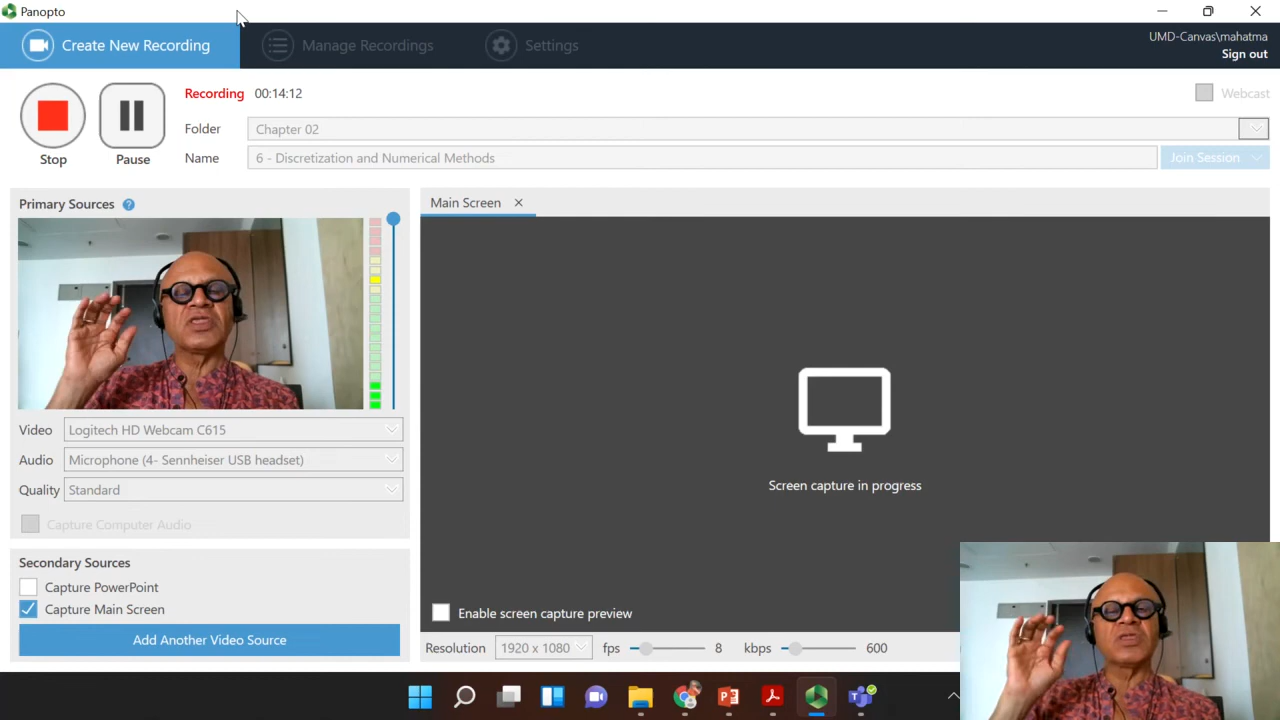 Panopto
Create New Recording
Manage Recordings
Settings
UMD-Canvas\mahatma
Sign out
Recording 00:14:12
Webcast
Folder Chapter 02
Name 6 - Discretization and Numerical Methods
Join Session
Stop
Pause
Primary Sources ?
Video Logitech HD Webcam C615
Audio Microphone (4- Sennheiser USB headset)
Quality Standard
Capture Computer Audio
Secondary Sources
Capture PowerPoint
Capture Main Screen
Add Another Video Source
Main Screen
Screen capture in progress
Enable screen capture preview
Resolution 1920 x 1080 fps 8 kbps 600